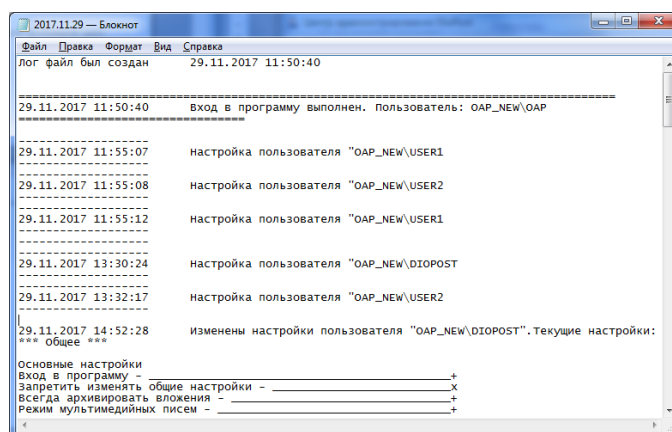 2017.11.29 — Блокнот
Файл Правка Формат Вид Справка
Лог файл был создан 29.11.2017 11:50:40
=========================================================================================
29.11.2017 11:50:40 Вход в программу выполнен. Пользователь: OAP_NEW\OAP
==================================
-------------------
29.11.2017 11:55:07 Настройка пользователя "OAP_NEW\USER1
-------------------
-------------------
29.11.2017 11:55:08 Настройка пользователя "OAP_NEW\USER2
-------------------
-------------------
29.11.2017 11:55:12 Настройка пользователя "OAP_NEW\USER1
-------------------
-------------------
29.11.2017 13:30:24 Настройка пользователя "OAP_NEW\DIOPOST
-------------------
-------------------
29.11.2017 13:32:17 Настройка пользователя "OAP_NEW\USER2
-------------------
29.11.2017 14:52:28 Изменены настройки пользователя "OAP_NEW\DIOPOST".Текущие настройки:
*** Общее ***
Основные настройки
Вход в программу - ____________________________________________+
Запретить изменять общие настройки - ______________________________x
Всегда архивировать вложения - ________________________________+
Режим мультимедийных писем - __________________________________+